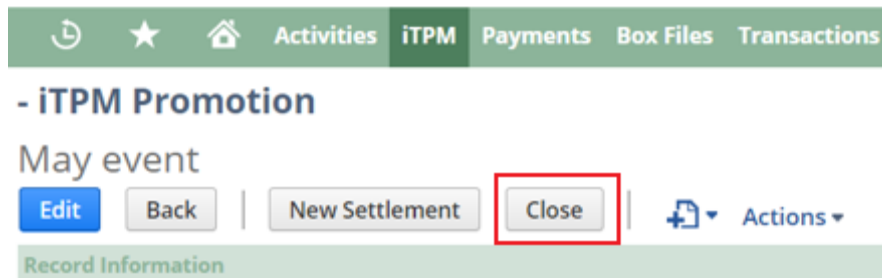 Activities iTPM Payments Box Files Transactions
- iTPM Promotion
May event
Edit Back New Settlement Close Actions
Record Information